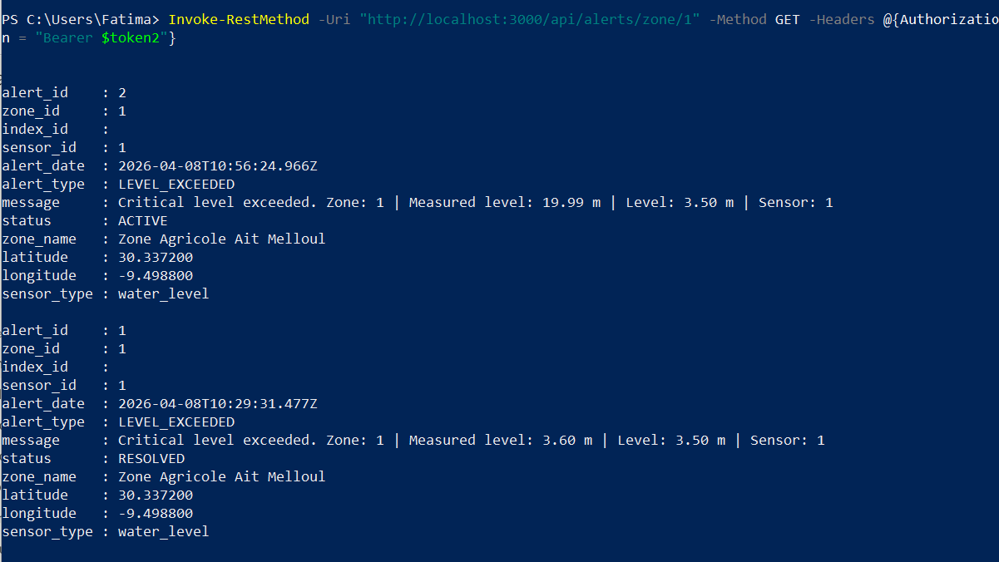 PS C:\Users\Fatima> Invoke-RestMethod -Uri "http://localhost:3000/api/alerts/zone/1" -Method GET -Headers @{Authorizatio
n = "Bearer $token2"}
alert_id    : 2
zone_id     : 1
index_id    :
sensor_id   : 1
alert_date  : 2026-04-08T10:56:24.966Z
alert_type  : LEVEL_EXCEEDED
message     : Critical level exceeded. Zone: 1 | Measured level: 19.99 m | Level: 3.50 m | Sensor: 1
status      : ACTIVE
zone_name   : Zone Agricole Ait Melloul
latitude    : 30.337200
longitude   : -9.498800
sensor_type : water_level
alert_id    : 1
zone_id     : 1
index_id    :
sensor_id   : 1
alert_date  : 2026-04-08T10:29:31.477Z
alert_type  : LEVEL_EXCEEDED
message     : Critical level exceeded. Zone: 1 | Measured level: 3.60 m | Level: 3.50 m | Sensor: 1
status      : RESOLVED
zone_name   : Zone Agricole Ait Melloul
latitude    : 30.337200
longitude   : -9.498800
sensor_type : water_level